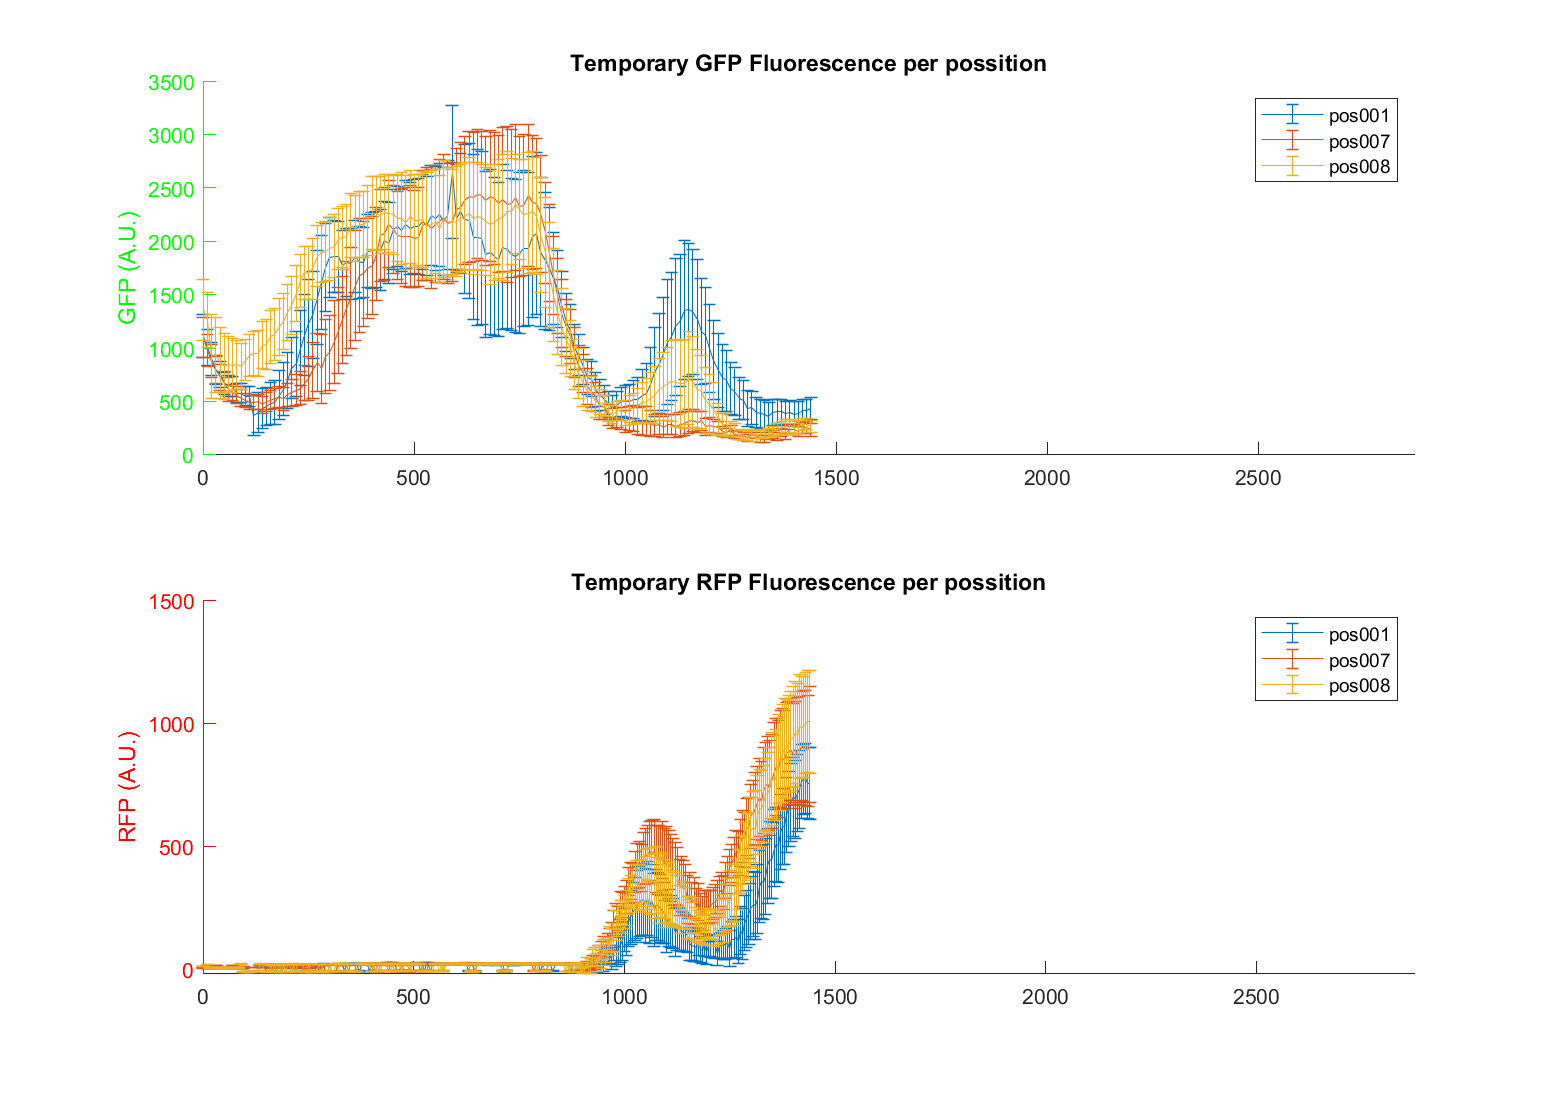 Temporary GFP Fluorescence per possition
GFP (A.U.)
3500
3000
2500
2000
1500
1000
500
0
0 500 1000 1500 2000 2500
pos001
pos007
pos008
Temporary RFP Fluorescence per possition
RFP (A.U.)
1500
1000
500
0
0 500 1000 1500 2000 2500
pos001
pos007
pos008